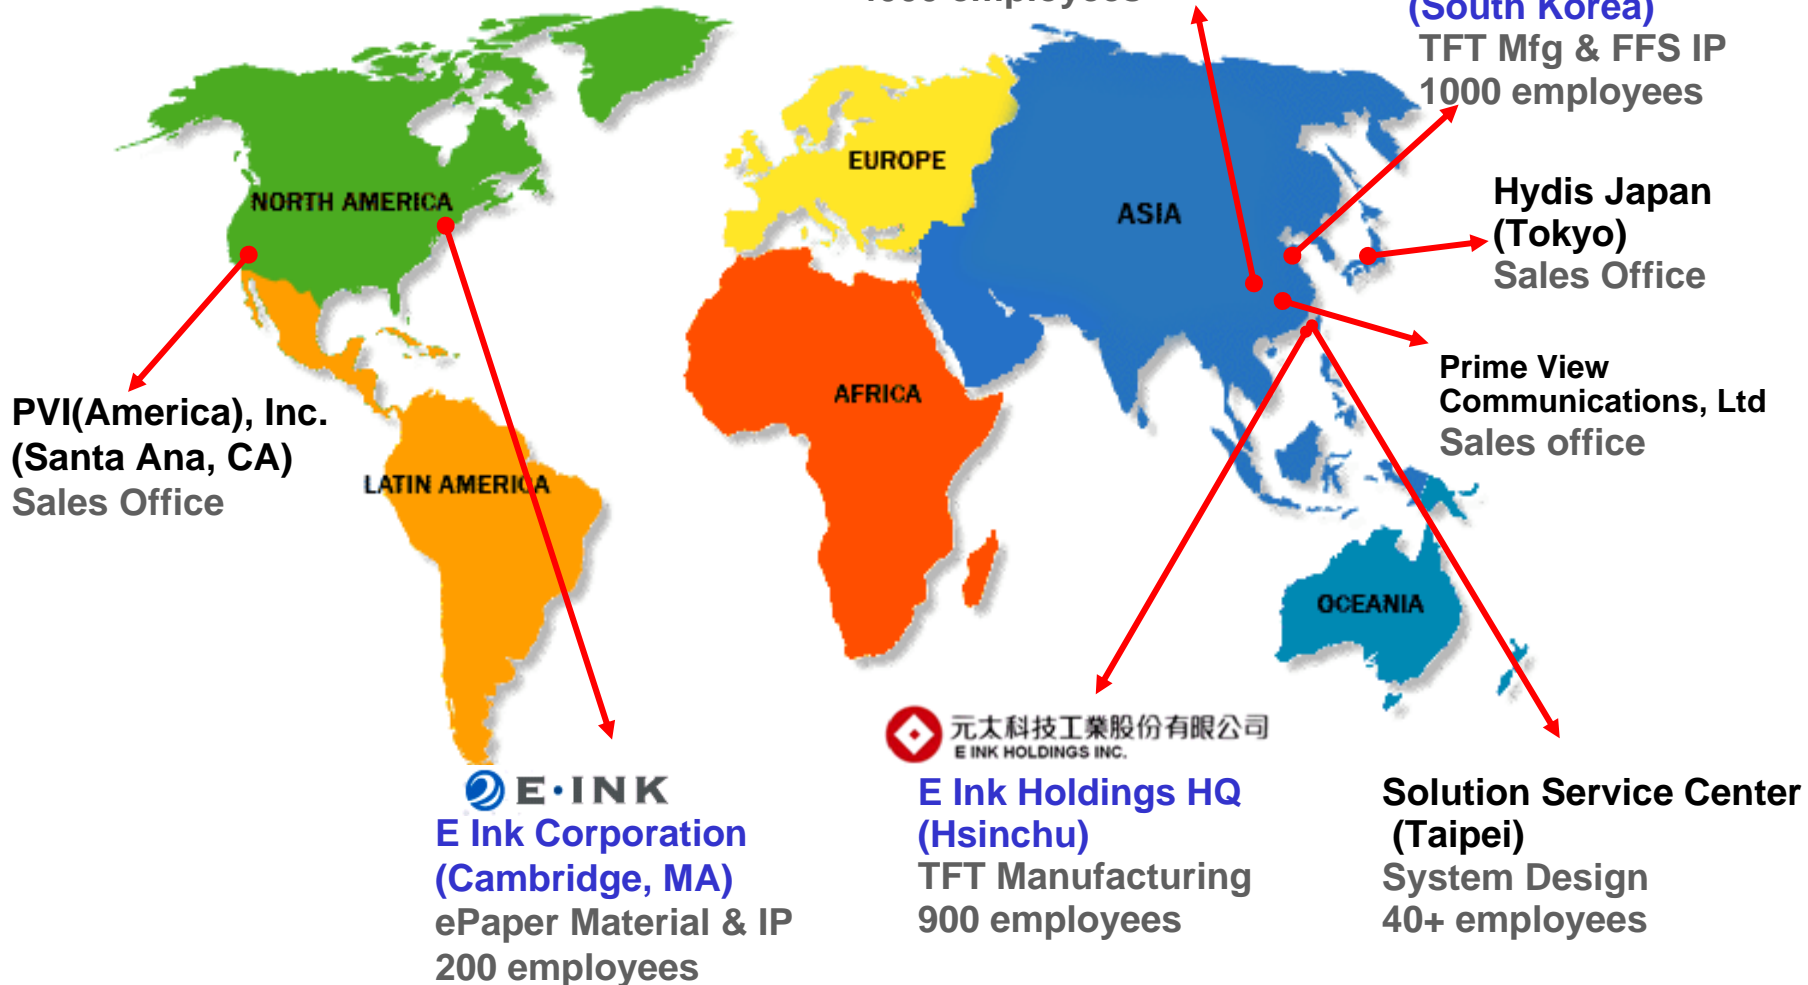 (South Korea)
TFT Mfg & FFS IP
1000 employees
NORTH AMERICA
EUROPE
ASIA
Hydis Japan
(Tokyo)
Sales Office
Prime View
Communications, Ltd
Sales office
PVI(America), Inc.
(Santa Ana, CA)
Sales Office
LATIN AMERICA
AFRICA
OCEANIA
元太科技工業股份有限公司
E INK HOLDINGS INC.
E·INK
E Ink Corporation
(Cambridge, MA)
ePaper Material & IP
200 employees
E Ink Holdings HQ
(Hsinchu)
TFT Manufacturing
900 employees
Solution Service Center
(Taipei)
System Design
40+ employees